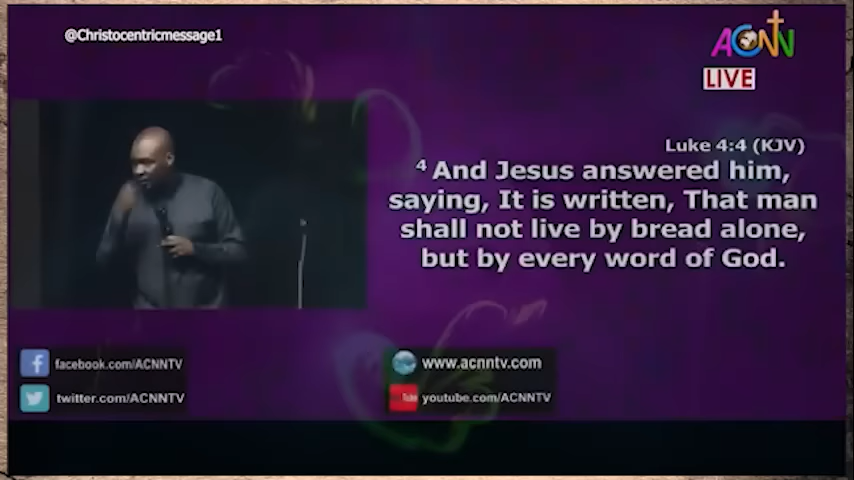 @Christocentricmessage1
ACNN
LIVE
Luke 4:4 (KJV)
4 And Jesus answered him,
saying, It is written, That man
shall not live by bread alone,
but by every word of God.
facebook.com/ACNNTV
www.acnntv.com
twitter.com/ACNNTV
youtube.com/ACNNTV